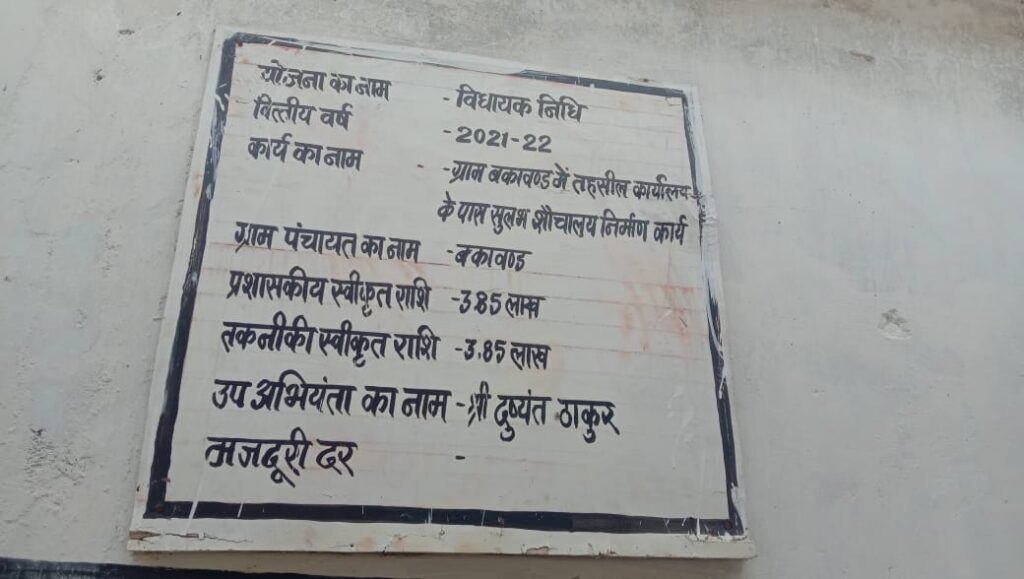 योजना का नाम - विधायक निधि
वित्तीय वर्ष - 2021-22
कार्य का नाम - ग्राम बकावण्ड में तहसील कार्यालय
के पास सुलभ शौचालय निर्माण कार्य
ग्राम पंचायत का नाम - बकावण्ड
प्रशासकीय स्वीकृत राशि - 3.85 लाख
तकनीकी स्वीकृत राशि - 3.85 लाख
उप अभियंता का नाम - श्री दुष्यंत ठाकुर
मजदूरी दर -